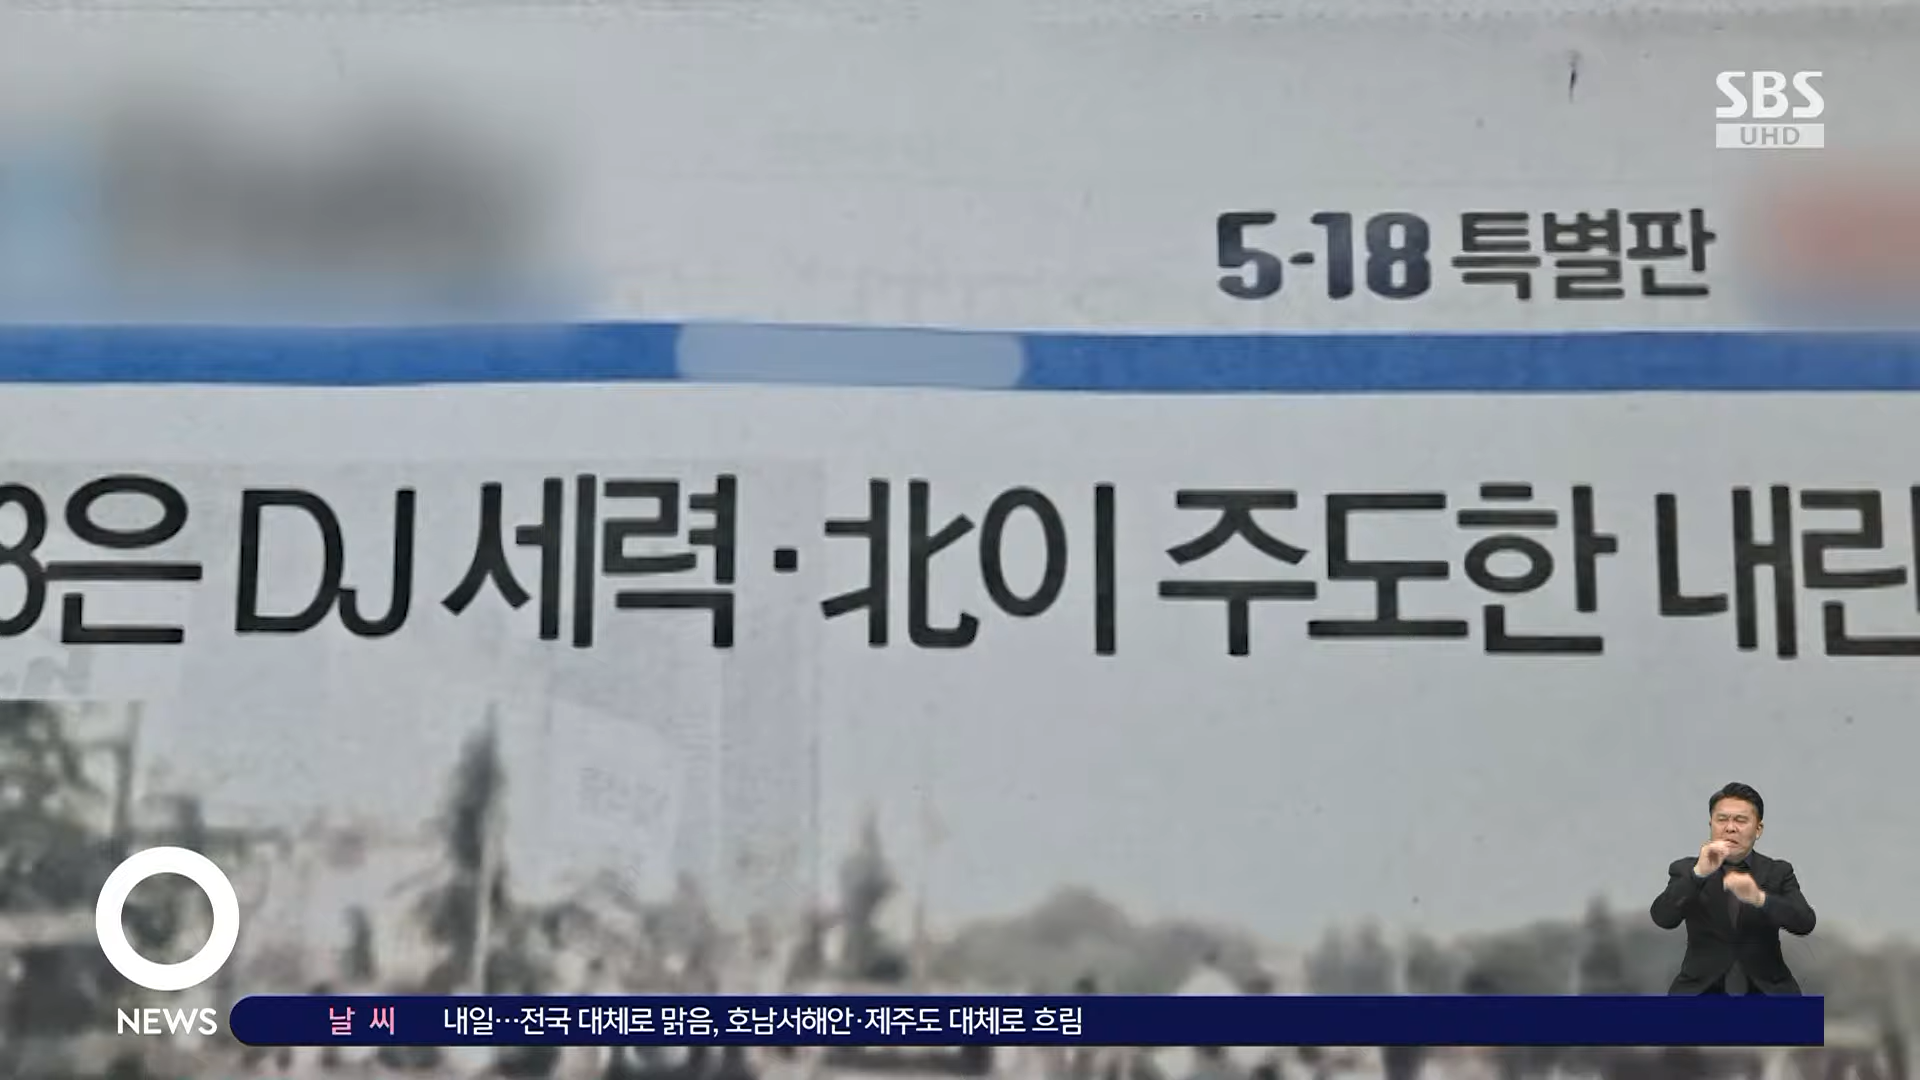 SBS
UHD
5-18 특별판
8은 DJ 세력·北이 주도한 내란
NEWS
날씨 내일…전국 대체로 맑음, 호남서해안·제주도 대체로 흐림